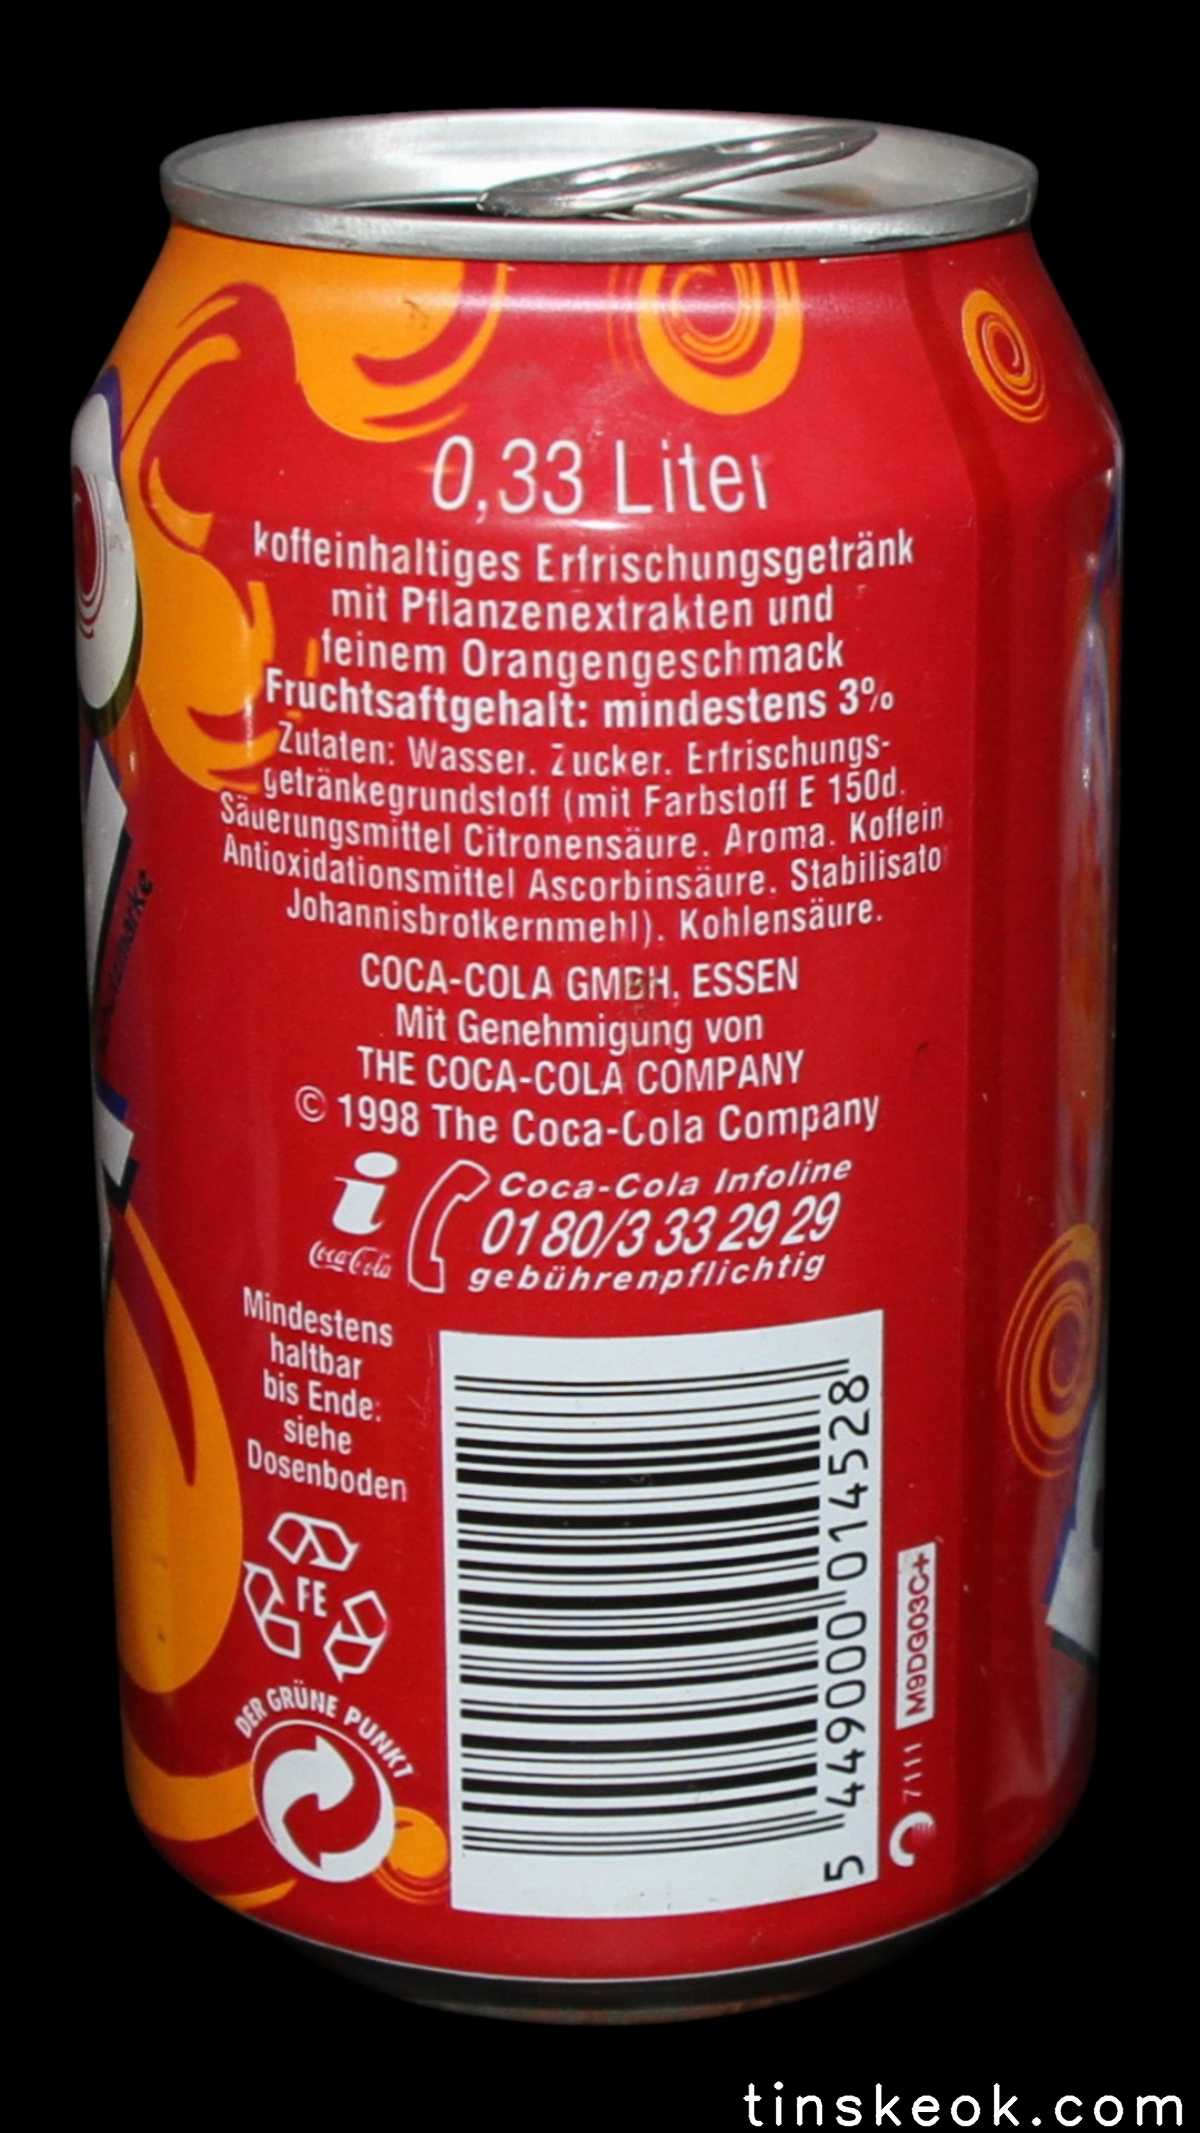 0,33 Liter
koffeinhaltiges Erfrischungsgetränk
mit Pflanzenextrakten und
feinem Orangengeschmack
Fruchtsaftgehalt: mindestens 3%
Zutaten: Wasser, Zucker, Erfrischungs-
getränkegrundstoff (mit Farbstoff E 150d,
Säuerungsmittel Citronensäure, Aroma, Koffein
Antioxidationsmittel Ascorbinsäure, Stabilisato
Johannisbrotkernmehl), Kohlensäure.
COCA-COLA GMBH, ESSEN
Mit Genehmigung von
THE COCA-COLA COMPANY
© 1998 The Coca-Cola Company
i
Coca-Cola
Coca-Cola Infoline
0180/3 33 29 29
gebührenpflichtig
Mindestens
haltbar
bis Ende:
siehe
Dosenboden
FE
DER GRÜNE PUNKT
5 449000 014528
M9DG03C+
7111
tinskeok.com